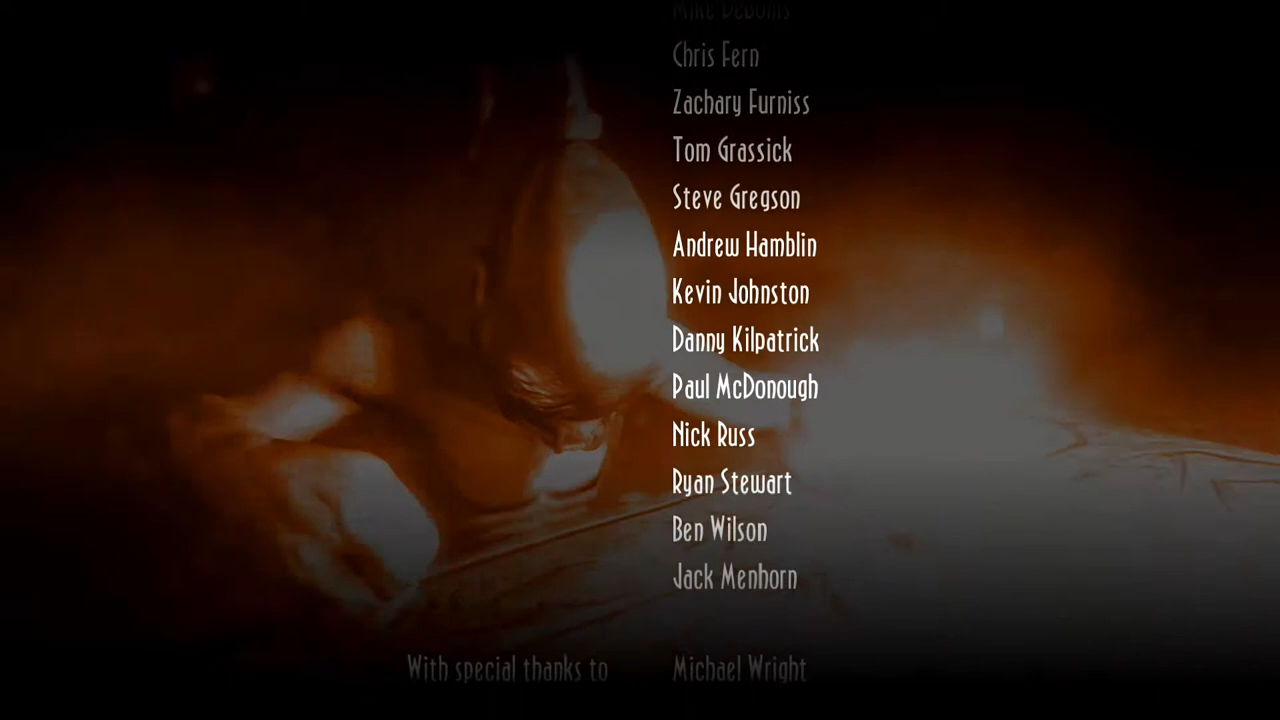 Chris Fern
Zachary Furniss
Tom Grassick
Steve Gregson
Andrew Hamblin
Kevin Johnston
Danny Kilpatrick
Paul McDonough
Nick Russ
Ryan Stewart
Ben Wilson
Jack Menhorn
With special thanks to Michael Wright